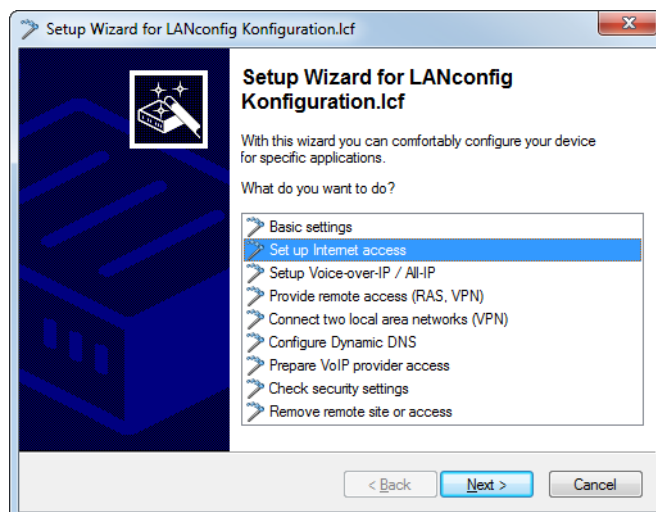 Setup Wizard for LANconfig Konfiguration.lcf
Setup Wizard for LANconfig
Konfiguration.lcf
With this wizard you can comfortably configure your device
for specific applications.
What do you want to do?
Basic settings
Set up Internet access
Setup Voice-over-IP / All-IP
Provide remote access (RAS, VPN)
Connect two local area networks (VPN)
Configure Dynamic DNS
Prepare VoIP provider access
Check security settings
Remove remote site or access
< Back Next > Cancel